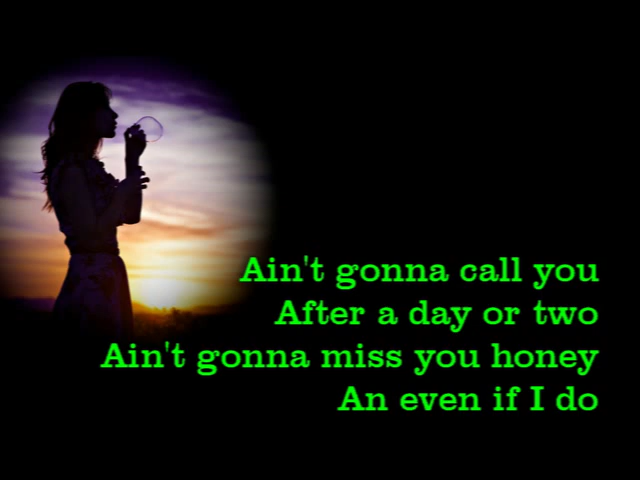 Ain't gonna call you
After a day or two
Ain't gonna miss you honey
An even if I do